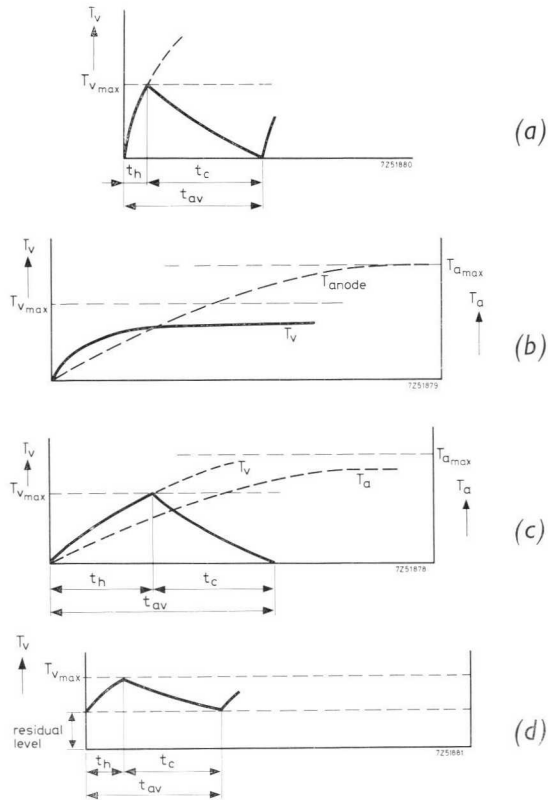 Tv
Tvmax
th
tc
tav
7Z51880
(a)
Tv
Tvmax
Tanode
Tamax
Ta
Tv
7Z51879
(b)
Tv
Tvmax
Tv
Tamax
Ta
Ta
th
tc
tav
7Z51878
(c)
Tv
Tvmax
residual
level
th
tc
tav
7Z51881
(d)